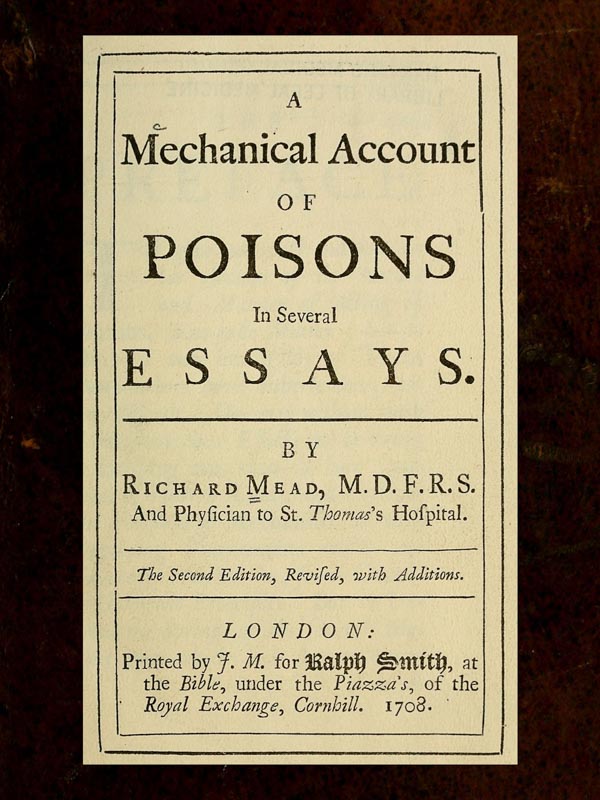 A
Mechanical Account
OF
POISONS
In Several
ESSAYS.
BY
RICHARD MEAD, M.D.F.R.S.
And Phyſician to St. Thomas's Hoſpital.
The Second Edition, Reviſed, with Additions.
LONDON:
Printed by J. M. for Ralph Smith, at
the Bible, under the Piazza's, of the
Royal Exchange, Cornhill. 1708.